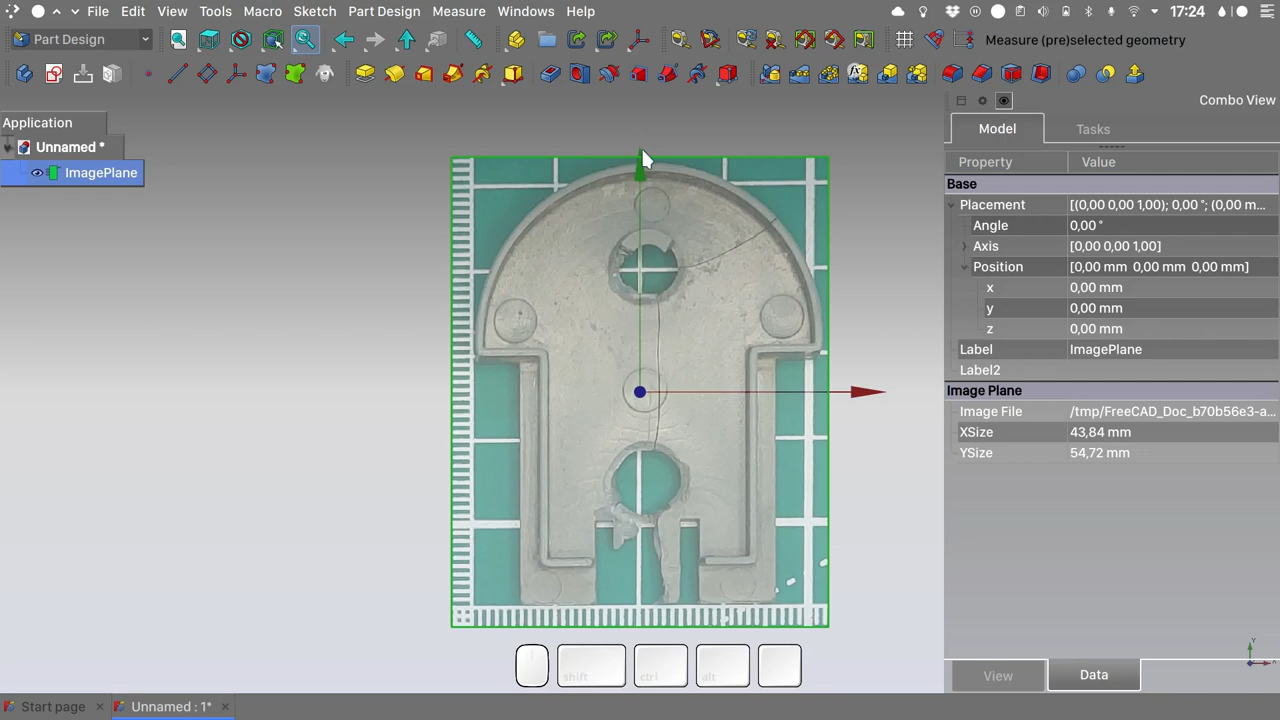 File Edit View Tools Macro Sketch Part Design Measure Windows Help
17:24
Part Design
Measure (pre)selected geometry
Combo View
Application
Unnamed *
ImagePlane
Model Tasks
Property Value
Base
Placement [(0,00 0,00 1,00); 0,00 °; (0,00 m...
Angle 0,00 °
Axis [0,00 0,00 1,00]
Position [0,00 mm 0,00 mm 0,00 mm]
x 0,00 mm
y 0,00 mm
z 0,00 mm
Label ImagePlane
Label2
Image Plane
Image File /tmp/FreeCAD_Doc_b70b56e3-a...
XSize 43,84 mm
YSize 54,72 mm
shift ctrl alt
View Data
Y
Start page Unnamed : 1*